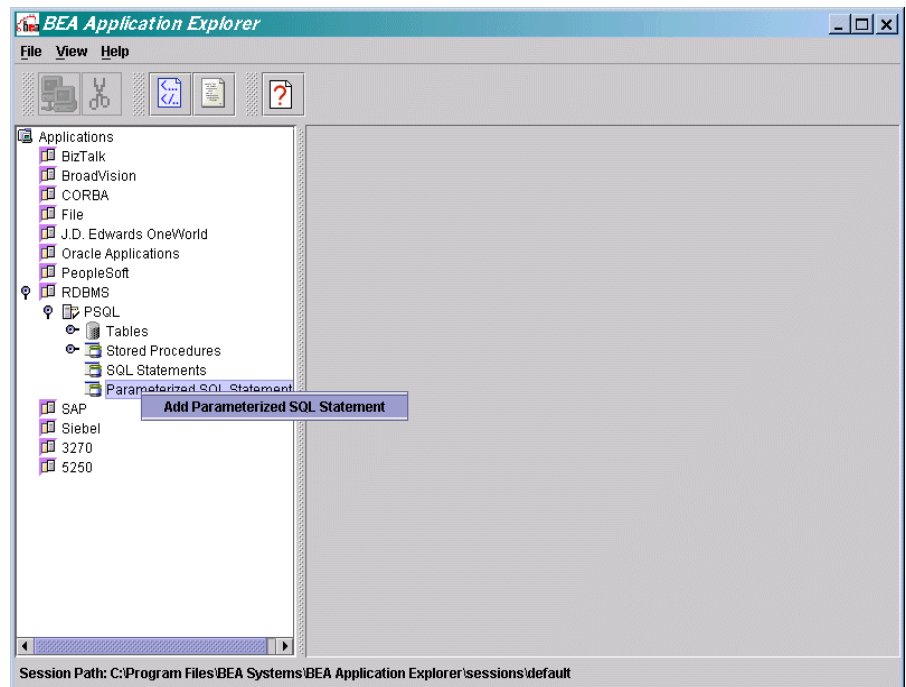 bea BEA Application Explorer
File View Help
Applications
BizTalk
BroadVision
CORBA
File
J.D. Edwards OneWorld
Oracle Applications
PeopleSoft
RDBMS
PSQL
Tables
Stored Procedures
SQL Statements
Parameterized SQL Statement
Add Parameterized SQL Statement
SAP
Siebel
3270
5250
Session Path: C:\Program Files\BEA Systems\BEA Application Explorer\sessions\default